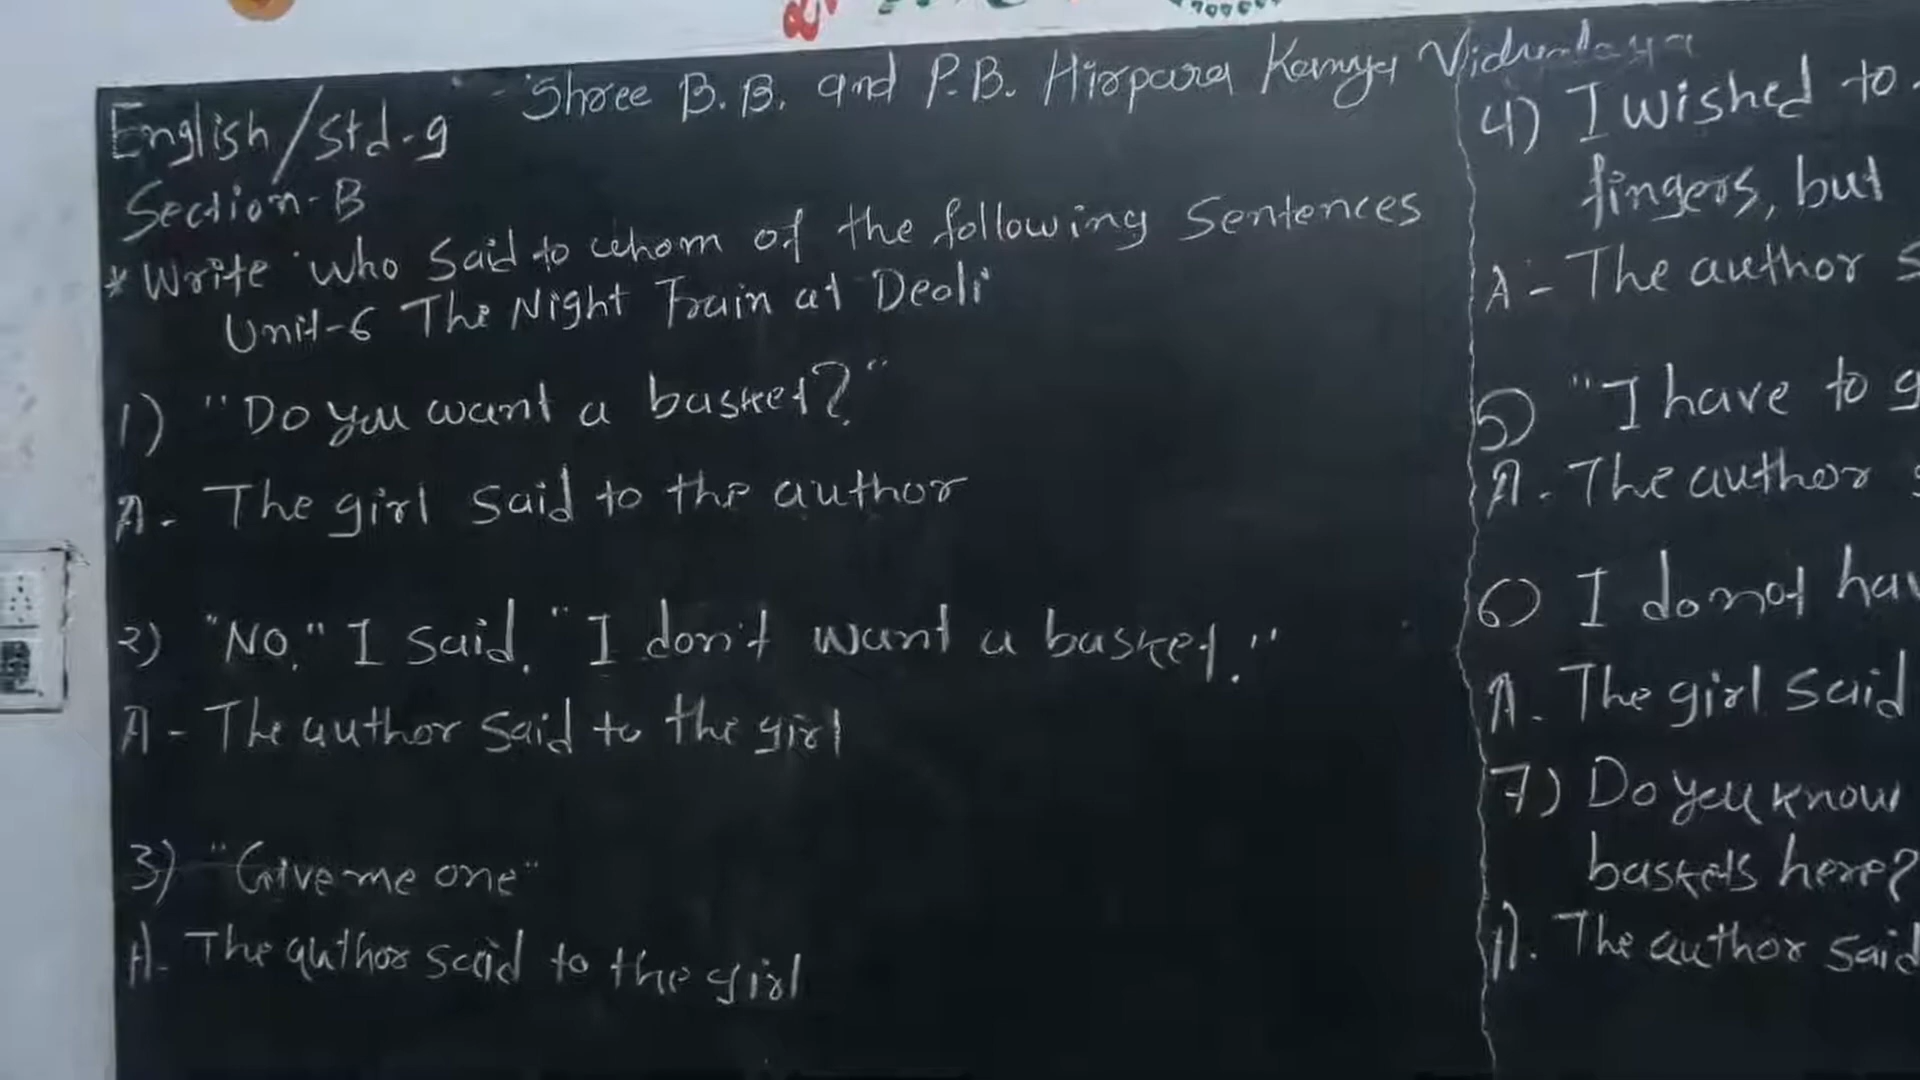 Shree B.B. and P.B. Hirpara Kanya Vidyalaya
English/Std-9
Section-B
* Write who said to whom of the following sentences
Unit-6 The Night Train at Deoli
1) "Do you want a basket?"
A- The girl said to the author
2) "NO," I said, "I don't want a basket."
A- The author said to the girl
3) "Give me one"
A. The author said to the girl
4) I wished to
fingers, but
A- The author s
5) "I have to g
A. The author s
6) I do not hav
A. The girl said
7) Do you know
baskets here?
A. The author said